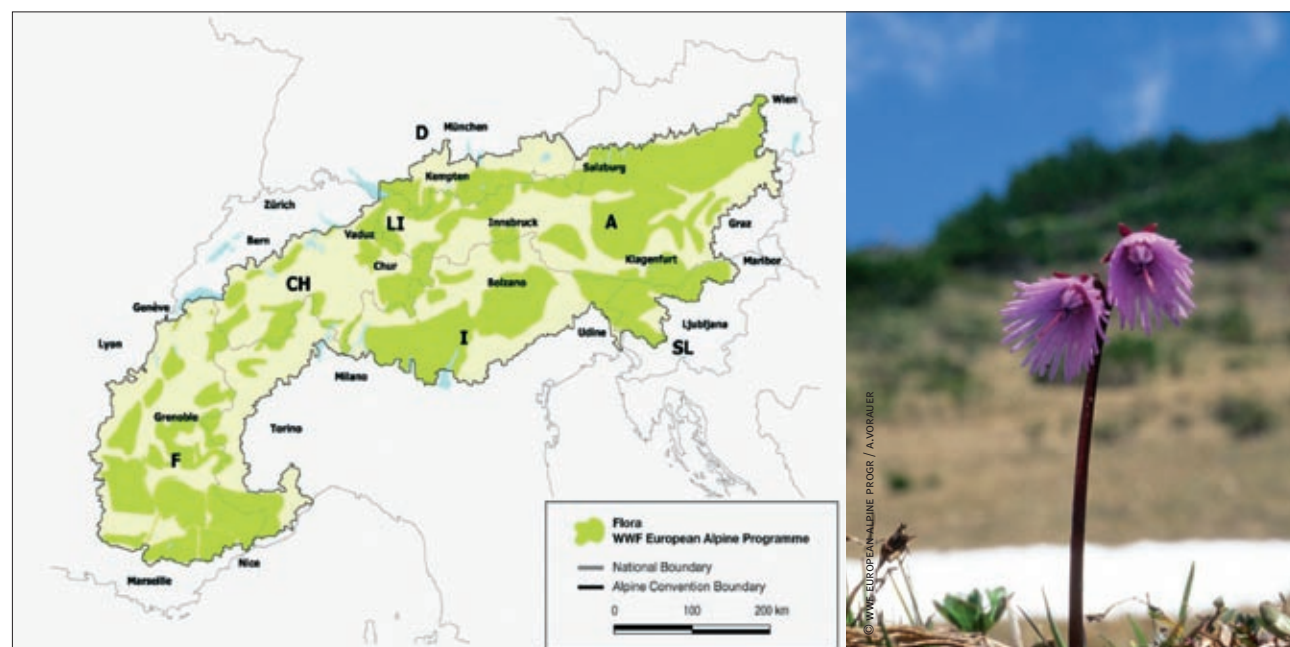 Wien
D
München
Kempten
Salzburg
Zürich
LI
Innsbruck
A
Graz
Bern
Vaduz
Chur
Klagenfurt
Maribor
CH
Bolzano
Genève
Lyon
I
Udine
Ljubljana
SL
Milano
Grenoble
Torino
F
Nice
Marseille
Flora
WWF European Alpine Programme
National Boundary
Alpine Convention Boundary
0 100 200 km
© WWF EUROPEAN ALPINE PROGR / A.VORAUER